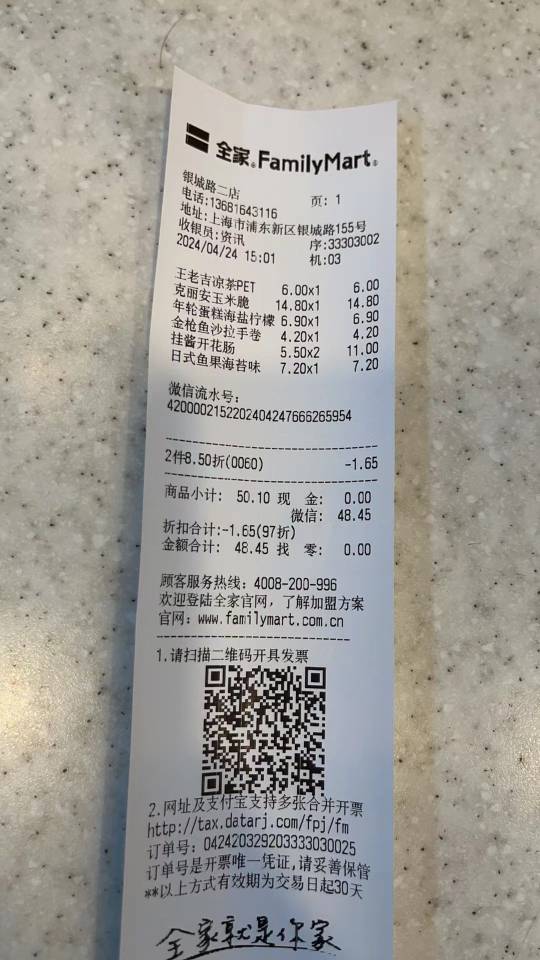 全家®FamilyMart®
银城路二店 页: 1
电话:13681643116
地址:上海市浦东新区银城路155号
收银员:资讯 序:33303002
2024/04/24 15:01 机:03
王老吉凉茶PET 6.00x1 6.00
克丽安玉米脆 14.80x1 14.80
年轮蛋糕海盐柠檬 6.90x1 6.90
金枪鱼沙拉手卷 4.20x1 4.20
挂酱开花肠 5.50x2 11.00
日式鱼果海苔味 7.20x1 7.20
微信流水号:
4200002152202404247666265954
2件8.50折(0060) -1.65
商品小计: 50.10 现 金: 0.00
微信: 48.45
折扣合计:-1.65(97折)
金额合计: 48.45 找 零: 0.00
顾客服务热线: 4008-200-996
欢迎登陆全家官网，了解加盟方案
官网: www.familymart.com.cn
1.请扫描二维码开具发票
2.网址及支付宝支持多张合并开票
http://tax.datarj.com/fpj/fm
订单号: 042420329203333030025
订单号是开票唯一凭证,请妥善保管
**以上方式有效期为交易日起30天
全家就是你家